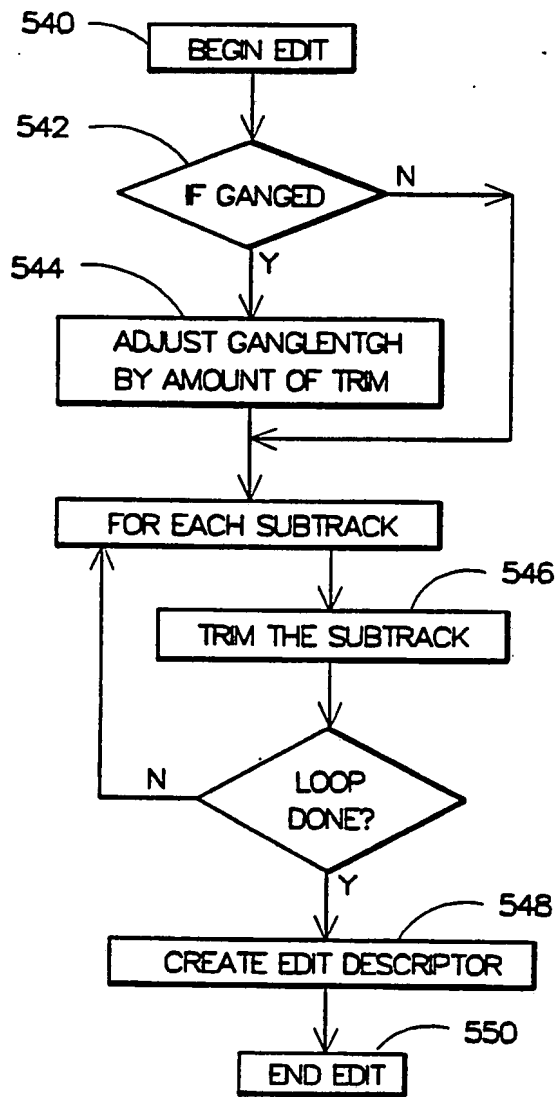 540
BEGIN EDIT
542
IF GANGED
N
Y
544
ADJUST GANGLENTGH
BY AMOUNT OF TRIM
FOR EACH SUBTRACK
546
TRIM THE SUBTRACK
N
LOOP
DONE?
Y
548
CREATE EDIT DESCRIPTOR
550
END EDIT